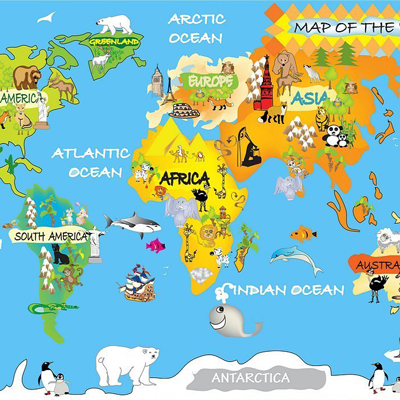 ARCTIC
OCEAN
MAP OF THE
GREENLAND
EUROPE
AMERICA
ASIA
ATLANTIC
OCEAN
AFRICA
SOUTH AMERICA
AUSTRA
INDIAN OCEAN
ANTARCTICA